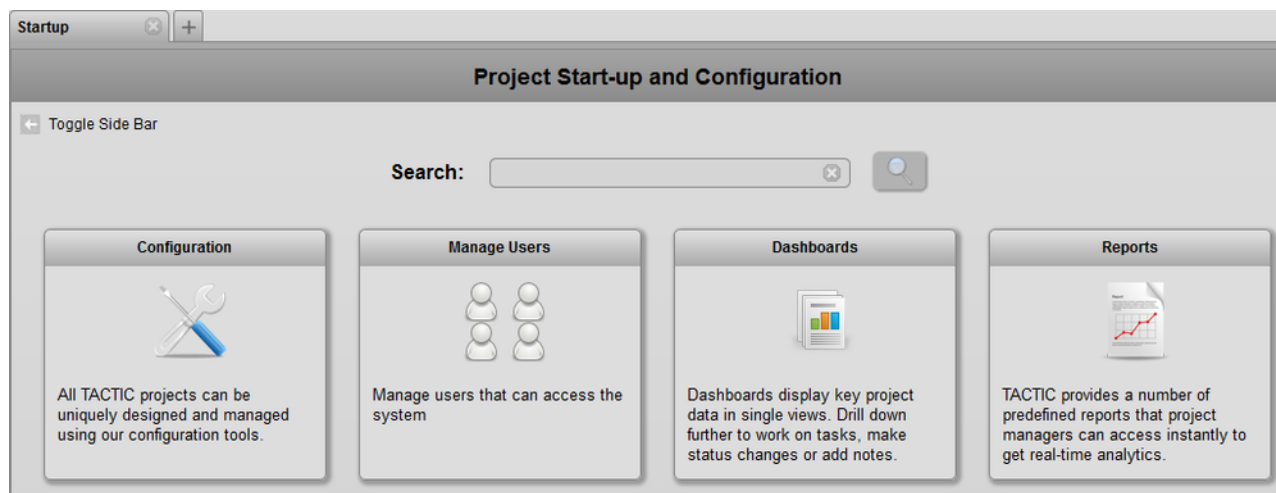 Startup
Project Start-up and Configuration
Toggle Side Bar
Search:
Configuration
All TACTIC projects can be
uniquely designed and managed
using our configuration tools.
Manage Users
Manage users that can access the
system
Dashboards
Dashboards display key project
data in single views. Drill down
further to work on tasks, make
status changes or add notes.
Reports
Report
TACTIC provides a number of
predefined reports that project
managers can access instantly to
get real-time analytics.